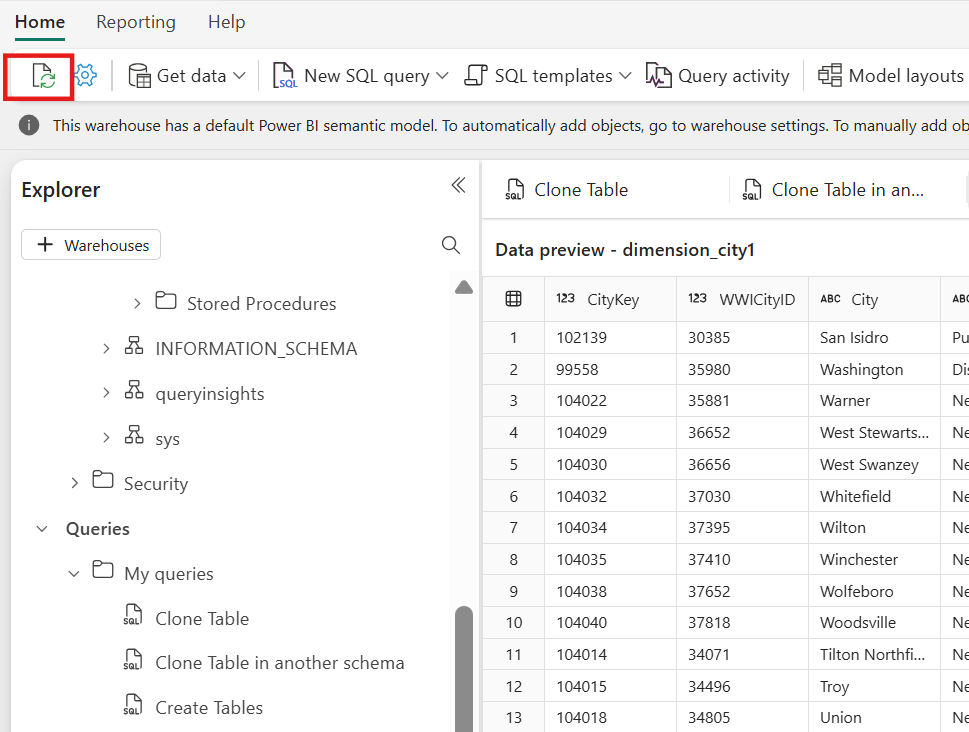 Home Reporting Help
Get data New SQL query SQL templates Query activity Model layouts
This warehouse has a default Power BI semantic model. To automatically add objects, go to warehouse settings. To manually add ob
Explorer
Clone Table Clone Table in an...
+ Warehouses
Data preview - dimension_city1
Stored Procedures
INFORMATION_SCHEMA
queryinsights
sys
Security
Queries
My queries
SQL Clone Table
SQL Clone Table in another schema
SQL Create Tables
123 CityKey 123 WWICityID ABC City ABC
1 102139 30385 San Isidro Pu
2 99558 35980 Washington Dis
3 104022 35881 Warner Ne
4 104029 36652 West Stewarts... Ne
5 104030 36656 West Swanzey Ne
6 104032 37030 Whitefield Ne
7 104034 37395 Wilton Ne
8 104035 37410 Winchester Ne
9 104038 37652 Wolfeboro Ne
10 104040 37818 Woodsville Ne
11 104014 34071 Tilton Northfi... Ne
12 104015 34496 Troy Ne
13 104018 34805 Union Ne